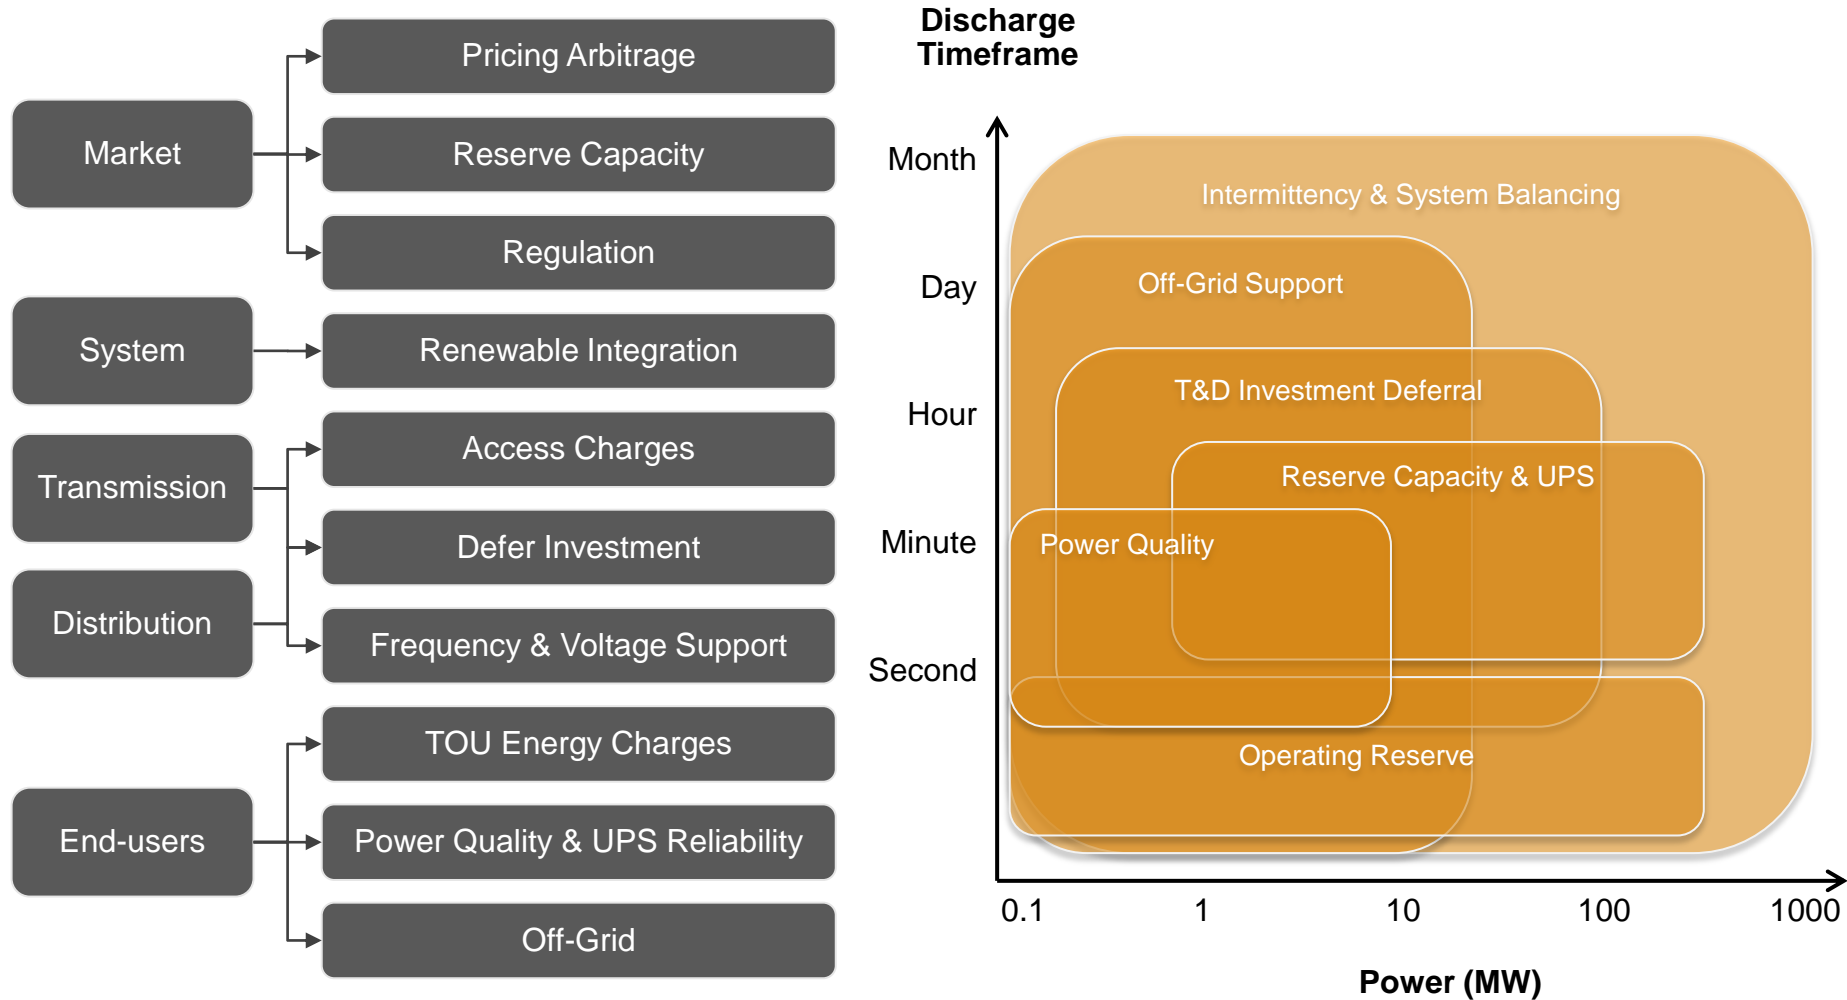 Market
Pricing Arbitrage
Reserve Capacity
Regulation
System
Renewable Integration
Transmission
Distribution
Access Charges
Defer Investment
Frequency & Voltage Support
End-users
TOU Energy Charges
Power Quality & UPS Reliability
Off-Grid
Discharge
Timeframe
Month
Day
Hour
Minute
Second
Intermittency & System Balancing
Off-Grid Support
T&D Investment Deferral
Reserve Capacity & UPS
Power Quality
Operating Reserve
0.1
1
10
100
1000
Power (MW)